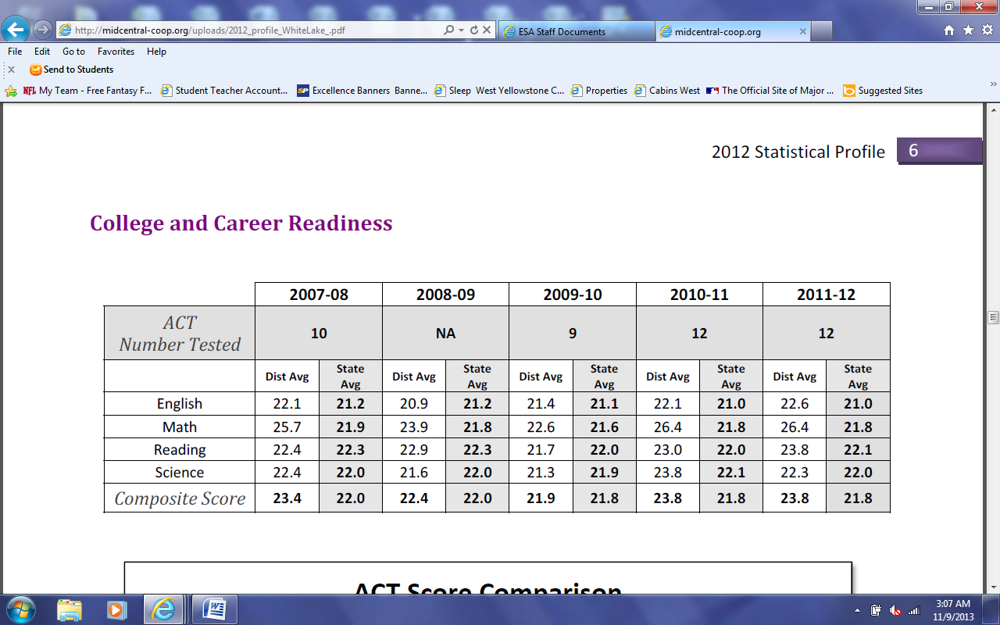 http://midcentral-coop.org/uploads/2012_profile_WhiteLake_.pdf
ESA Staff Documents
midcentral-coop.org
File Edit Go to Favorites Help
Send to Students
NFL My Team - Free Fantasy F... Student Teacher Account... SP Excellence Banners Banne... Sleep West Yellowstone C... Properties Cabins West The Official Site of Major ... Suggested Sites
2012 Statistical Profile 6
College and Career Readiness
2007-08 2008-09 2009-10 2010-11 2011-12
ACT
Number Tested 10 NA 9 12 12
Dist Avg State Avg Dist Avg State Avg Dist Avg State Avg Dist Avg State Avg Dist Avg State Avg
English 22.1 21.2 20.9 21.2 21.4 21.1 22.1 21.0 22.6 21.0
Math 25.7 21.9 23.9 21.8 22.6 21.6 26.4 21.8 26.4 21.8
Reading 22.4 22.3 22.9 22.3 21.7 22.0 23.0 22.0 23.8 22.1
Science 22.4 22.0 21.6 22.0 21.3 21.9 23.8 22.1 22.3 22.0
Composite Score 23.4 22.0 22.4 22.0 21.9 21.8 23.8 21.8 23.8 21.8
ACT Score Comparison
3:07 AM
11/9/2013